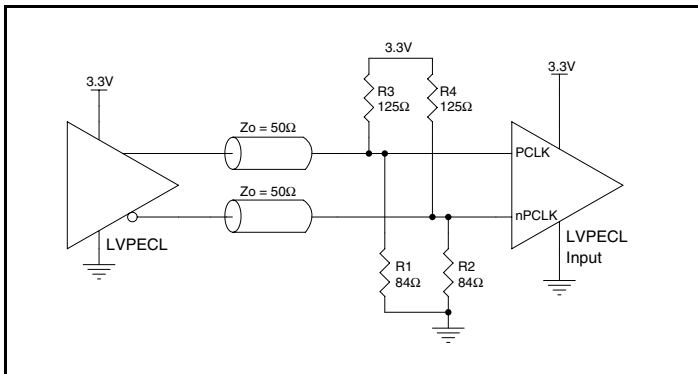 3.3V
3.3V
3.3V
R3
125Ω
R4
125Ω
Zo = 50Ω
PCLK
Zo = 50Ω
nPCLK
LVPECL
LVPECL
Input
R1
84Ω
R2
84Ω